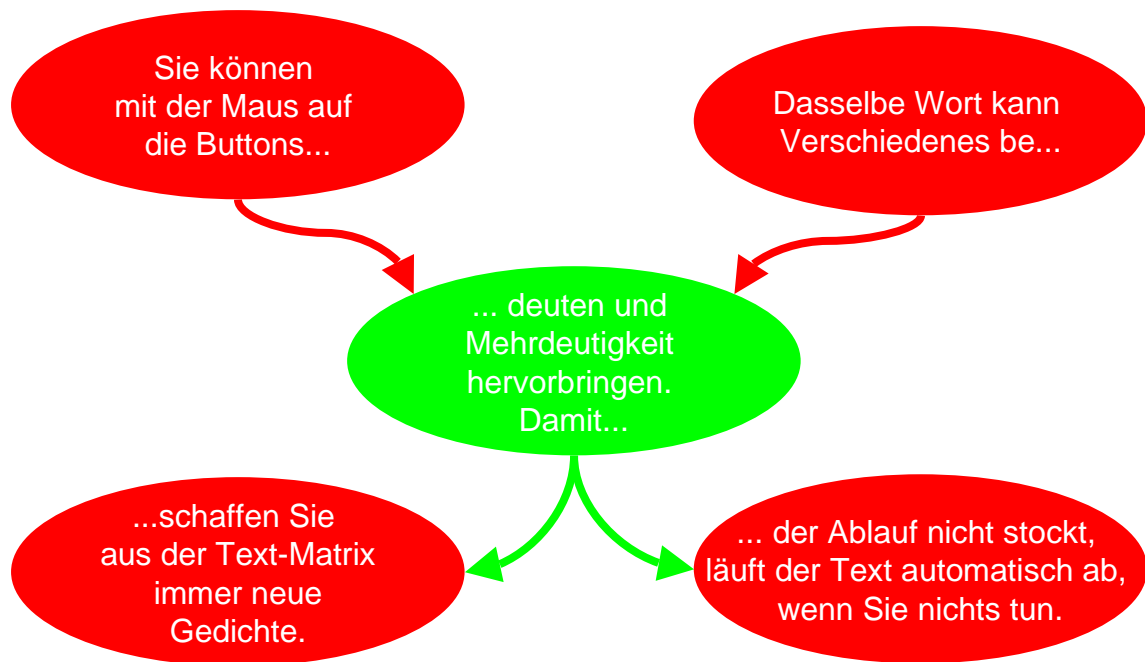 Sie können
mit der Maus auf
die Buttons...
Dasselbe Wort kann
Verschiedenes be...
... deuten und
Mehrdeutigkeit
hervorbringen.
Damit...
...schaffen Sie
aus der Text-Matrix
immer neue
Gedichte.
... der Ablauf nicht stockt,
läuft der Text automatisch ab,
wenn Sie nichts tun.